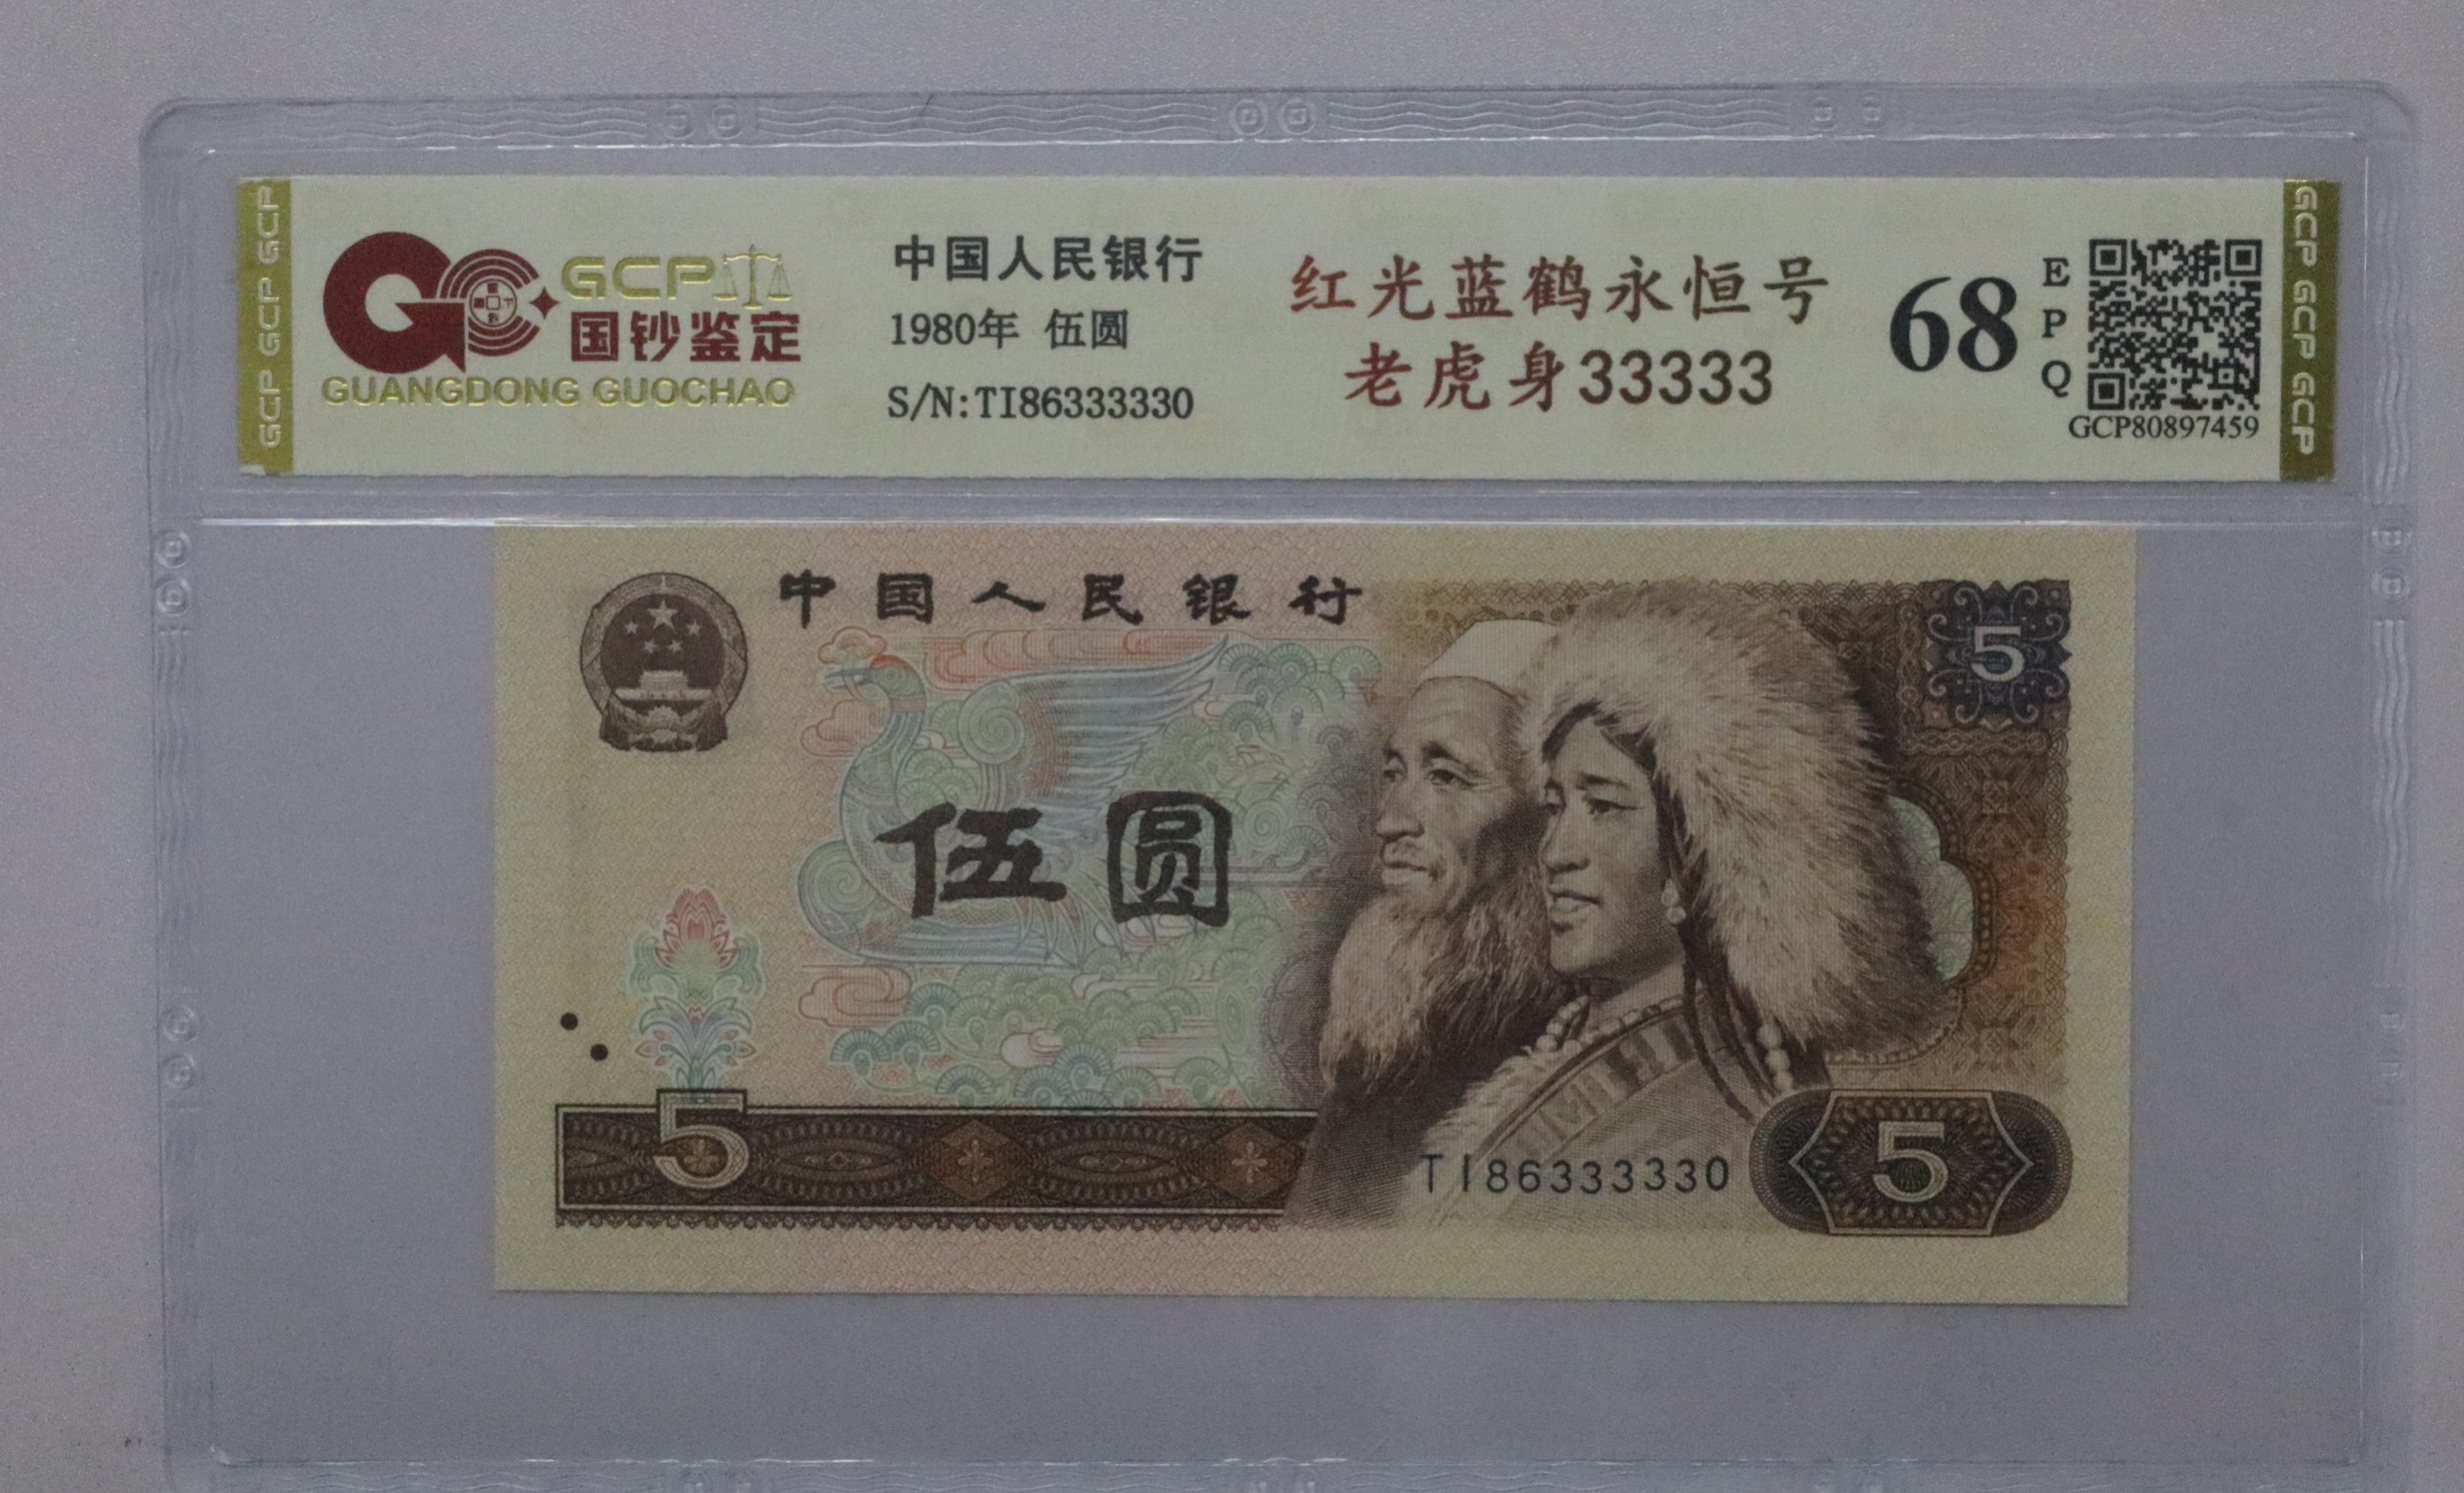 GCP GCP GCP
GCP
国钞鉴定
GUANGDONG GUOCHAO
中国人民银行
1980年 伍圆
S/N:TI86333330
红光蓝鹤永恒号
老虎身33333
68
E
P
Q
GCP80897459
GCP GCP GCP
中国人民银行
5
伍圆
5
TI86333330
5